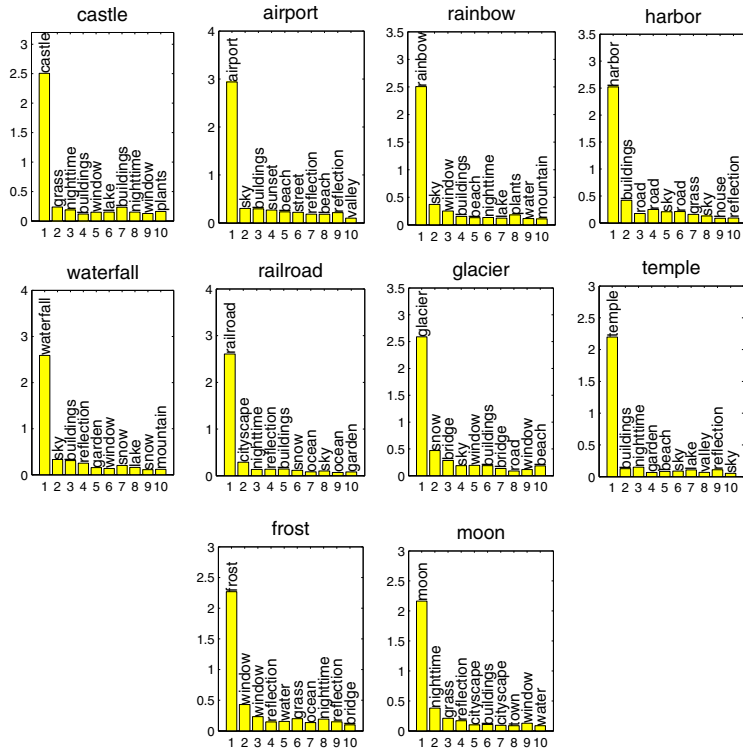 castle
3
2.5
2
1.5
1
0.5
0
castle
grass
nighttime
buildings
window
lake
buildings
nighttime
window
plants
1 2 3 4 5 6 7 8 9 10
airport
4
3
2
1
0
airport
sky
buildings
sunset
beach
street
reflection
beach
reflection
valley
1 2 3 4 5 6 7 8 9 10
rainbow
3.5
3
2.5
2
1.5
1
0.5
0
rainbow
sky
window
buildings
beach
nighttime
lake
plants
water
mountain
1 2 3 4 5 6 7 8 9 10
harbor
3.5
3
2.5
2
1.5
1
0.5
0
harbor
buildings
road
road
sky
road
grass
sky
house
reflection
1 2 3 4 5 6 7 8 9 10
waterfall
4
3
2
1
0
waterfall
sky
buildings
reflection
garden
window
snow
lake
snow
mountain
1 2 3 4 5 6 7 8 9 10
railroad
4
3
2
1
0
railroad
cityscape
nighttime
reflection
buildings
snow
ocean
sky
ocean
garden
1 2 3 4 5 6 7 8 9 10
glacier
3.5
3
2.5
2
1.5
1
0.5
0
glacier
snow
bridge
sky
window
buildings
bridge
road
window
beach
1 2 3 4 5 6 7 8 9 10
temple
3
2.5
2
1.5
1
0.5
0
temple
buildings
nighttime
garden
beach
sky
lake
valley
reflection
sky
1 2 3 4 5 6 7 8 9 10
frost
3
2.5
2
1.5
1
0.5
0
frost
window
window
reflection
water
grass
ocean
nighttime
reflection
bridge
1 2 3 4 5 6 7 8 9 10
moon
3
2.5
2
1.5
1
0.5
0
moon
nighttime
grass
reflection
cityscape
buildings
cityscape
town
window
water
1 2 3 4 5 6 7 8 9 10